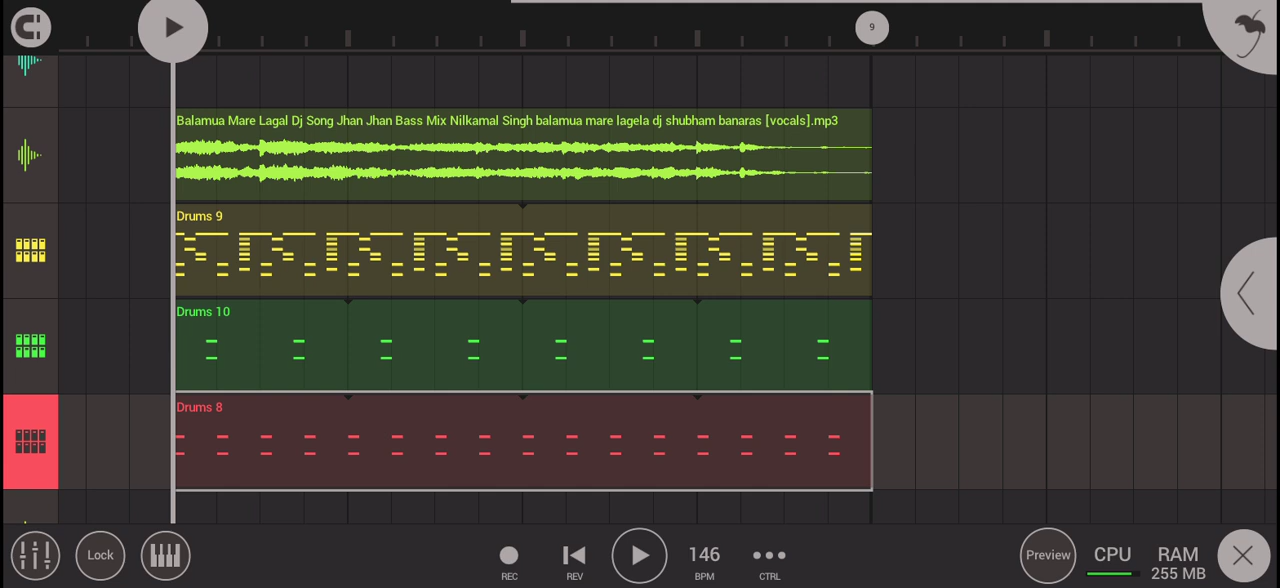 9
Balamua Mare Lagal Dj Song Jhan Jhan Bass Mix Nilkamal Singh balamua mare lagela dj shubham banaras [vocals].mp3
Drums 9
Drums 10
Drums 8
Lock
REC
REV
146
BPM
CTRL
Preview
CPU
RAM
255 MB